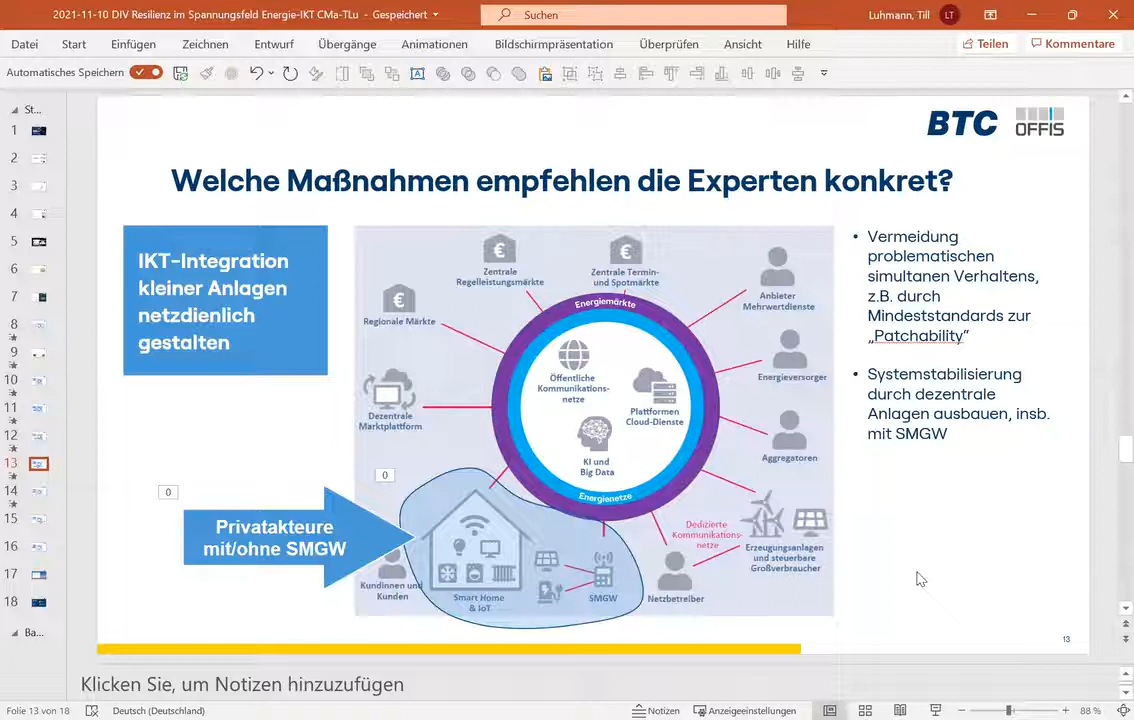 2021-11-10 DIV Resilienz im Spannungsfeld Energie-IKT CMa-TLu - Gespeichert
Suchen
Luhmann, Till
LT
Datei
Start
Einfügen
Zeichnen
Entwurf
Übergänge
Animationen
Bildschirmpräsentation
Überprüfen
Ansicht
Hilfe
Teilen
Kommentare
Automatisches Speichern
St...
1
2
3
4
5
6
7
8
9
10
11
12
13
14
15
16
17
18
Ba...
BTC
OFFIS
Welche Maßnahmen empfehlen die Experten konkret?
IKT-Integration
kleiner Anlagen
netzdienlich
gestalten
Zentrale
Regelleistungsmärkte
Zentrale Termin-
und Spotmärkte
Regionale Märkte
Anbieter
Mehrwertdienste
Energiemärkte
Öffentliche
Kommunikations-
netze
Plattformen
Cloud-Dienste
KI und
Big Data
Energienetze
Dezentrale
Marktplattform
Energieversorger
Aggregatoren
0
0
Privatakteure
mit/ohne SMGW
Kundinnen und
Kunden
Smart Home
& IoT
SMGW
Netzbetreiber
Dedizierte
Kommunikations-
netze
Erzeugungsanlagen
und steuerbare
Großverbraucher
• Vermeidung
problematischen
simultanen Verhaltens,
z.B. durch
Mindeststandards zur
„Patchability“
• Systemstabilisierung
durch dezentrale
Anlagen ausbauen, insb.
mit SMGW
13
Klicken Sie, um Notizen hinzuzufügen
Folie 13 von 18
Deutsch (Deutschland)
Notizen
Anzeigeeinstellungen
88 %